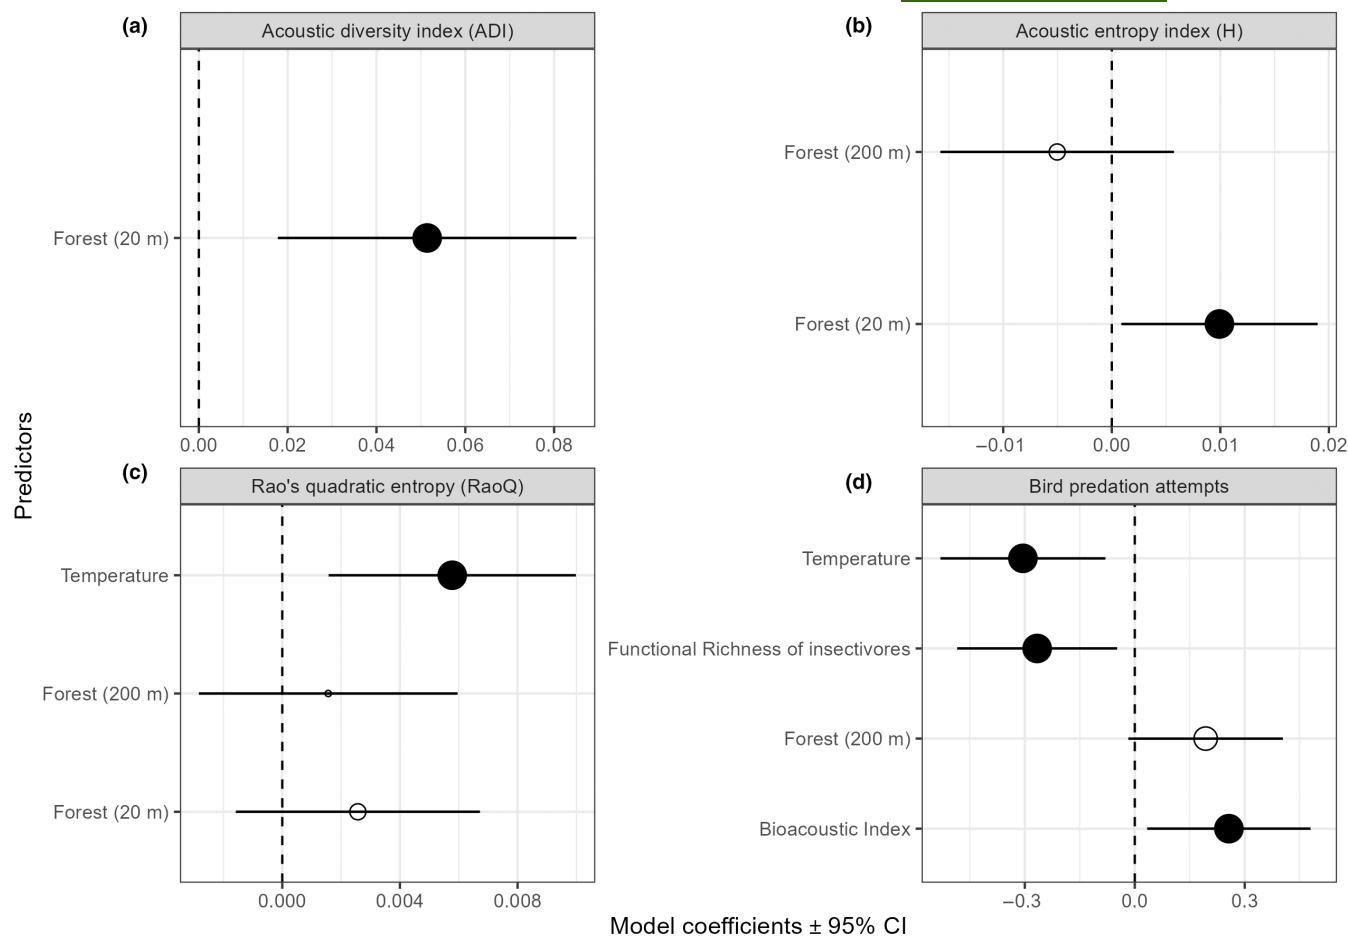 (a)
Acoustic diversity index (ADI)
Forest (20 m)
0.00 0.02 0.04 0.06 0.08
(b)
Acoustic entropy index (H)
Forest (200 m)
Forest (20 m)
−0.01 0.00 0.01 0.02
Predictors
(c)
Rao's quadratic entropy (RaoQ)
Temperature
Forest (200 m)
Forest (20 m)
0.000 0.004 0.008
(d)
Bird predation attempts
Temperature
Functional Richness of insectivores
Forest (200 m)
Bioacoustic Index
−0.3 0.0 0.3
Model coefficients ± 95% CI